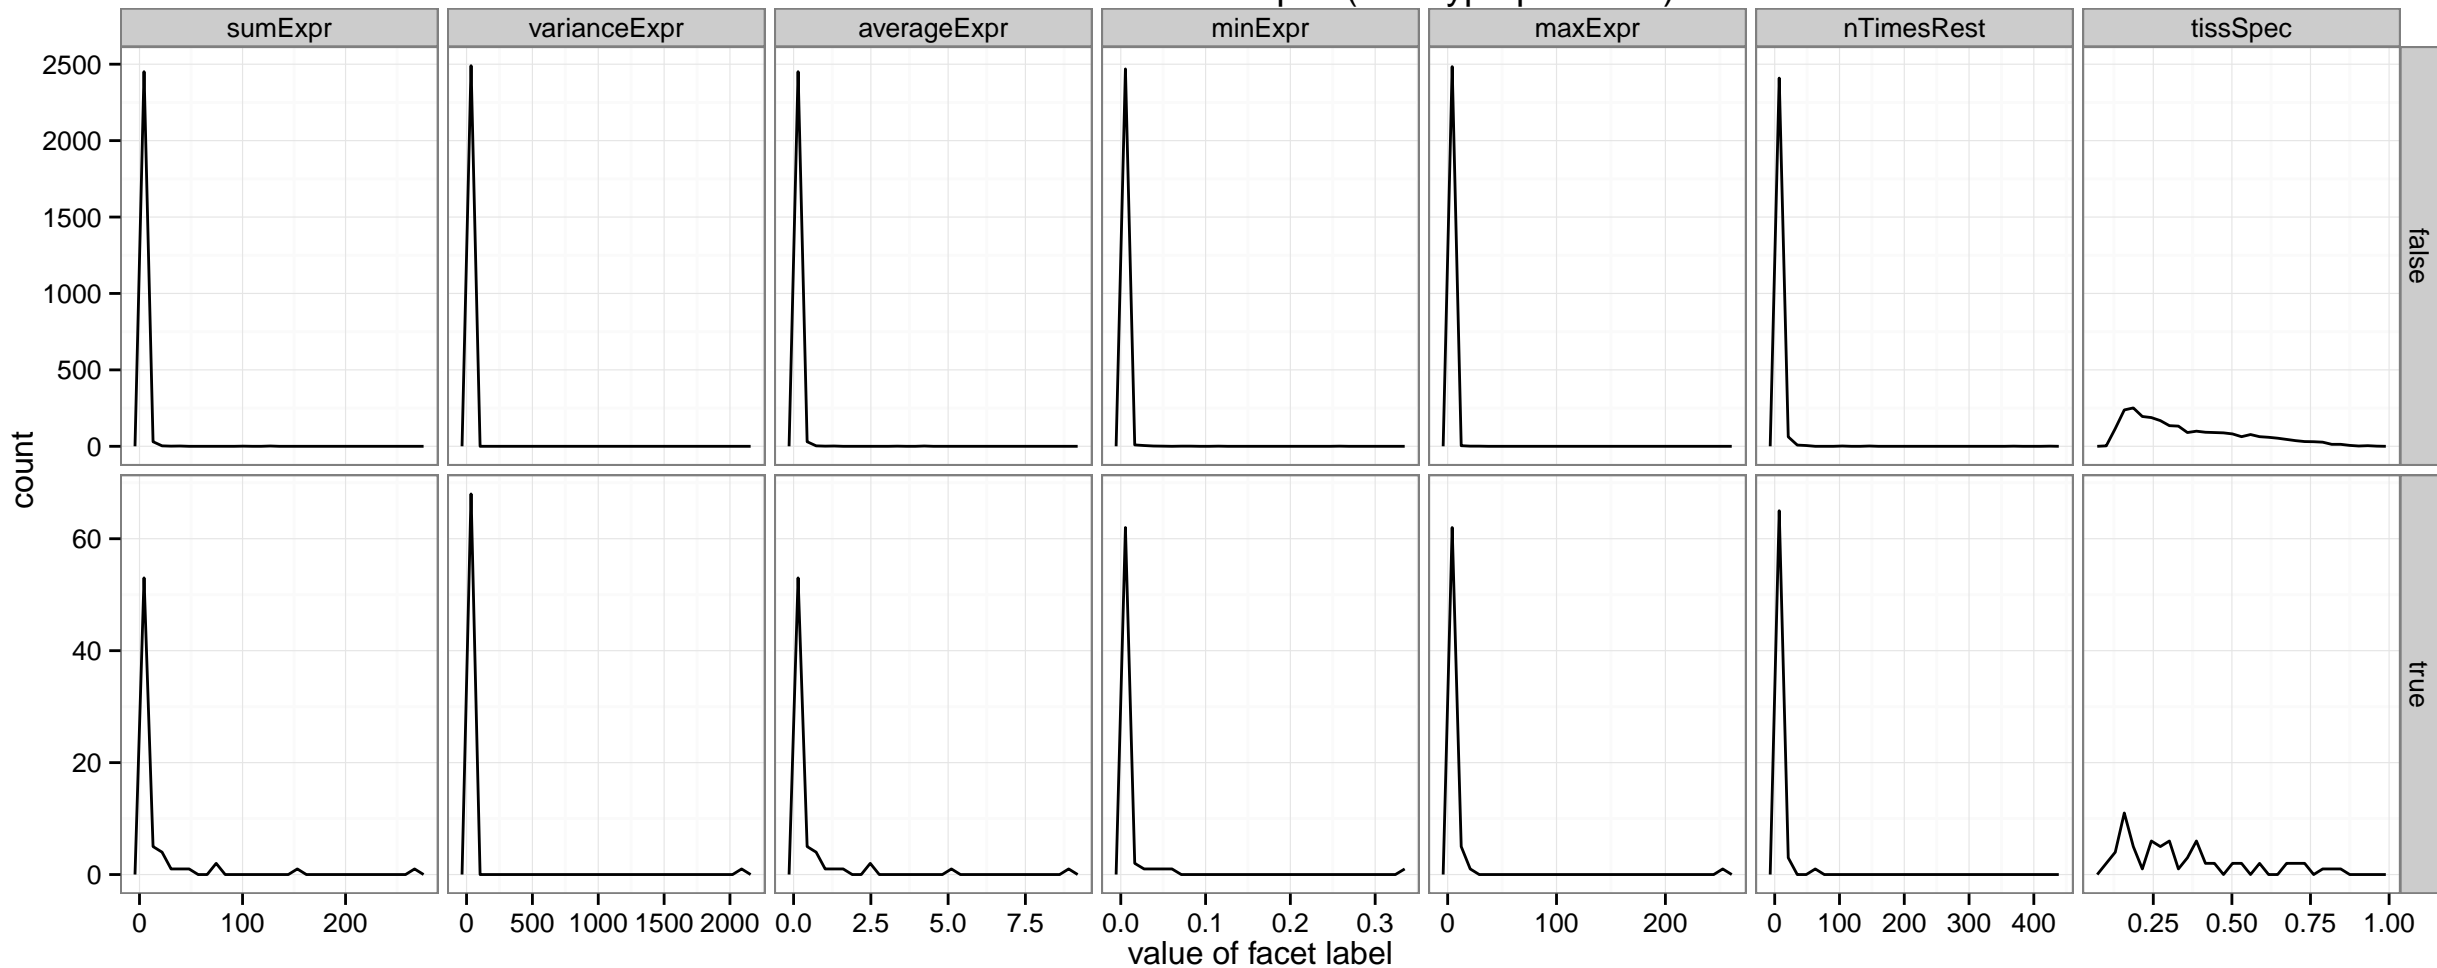 sumExpr varianceExpr averageExpr minExpr maxExpr nTimesRest tissSpec
2500
2000
1500
1000
500
0
false
count
60
40
20
0
true
0 100 200 0 500 1000 1500 2000 0.0 2.5 5.0 7.5 0.0 0.1 0.2 0.3 0 100 200 0 100 200 300 400 0.25 0.50 0.75 1.00
value of facet label